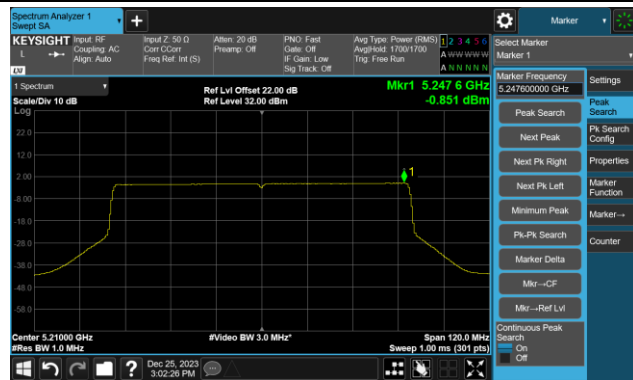 Spectrum Analyzer 1
Swept SA
Marker
KEYSIGHT
L
LXI
Input: RF
Coupling: AC
Align: Auto
Input Z: 50 Ω
Corr CCorr
Freq Ref: Int (S)
Atten: 20 dB
Preamp: Off
PNO: Fast
Gate: Off
IF Gain: Low
Sig Track: Off
Avg Type: Power (RMS)
Avg|Hold: 1700/1700
Trig: Free Run
1 2 3 4 5 6
A W W W W W
A N N N N N
Select Marker
Marker 1
1 Spectrum
Scale/Div 10 dB
Log
Ref Lvl Offset 22.00 dB
Ref Level 32.00 dBm
Mkr1 5.247 6 GHz
-0.851 dBm
22.0
12.0
2.00
-8.00
-18.0
-28.0
-38.0
-48.0
-58.0
1
Center 5.21000 GHz
#Res BW 1.0 MHz
#Video BW 3.0 MHz*
Span 120.0 MHz
Sweep 1.00 ms (301 pts)
Marker Frequency
5.247600000 GHz
Peak Search
Next Peak
Next Pk Right
Next Pk Left
Minimum Peak
Pk-Pk Search
Marker Delta
Mkr→CF
Mkr→Ref Lvl
Continuous Peak
Search
On
Off
Settings
Peak
Search
Pk Search
Config
Properties
Marker
Function
Marker→
Counter
?
Dec 25, 2023
3:02:26 PM